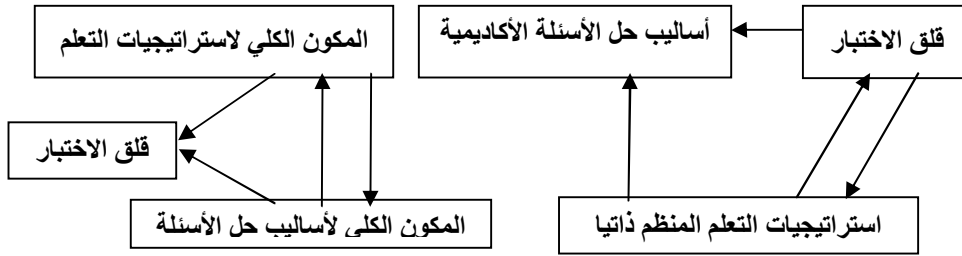 قلق الاختبار
أساليب حل الأسئلة الأكاديمية
المكون الكلي لاستراتيجيات التعلم
قلق الاختبار
استراتيجيات التعلم المنظم ذاتيا
المكون الكلي لأساليب حل الأسئلة